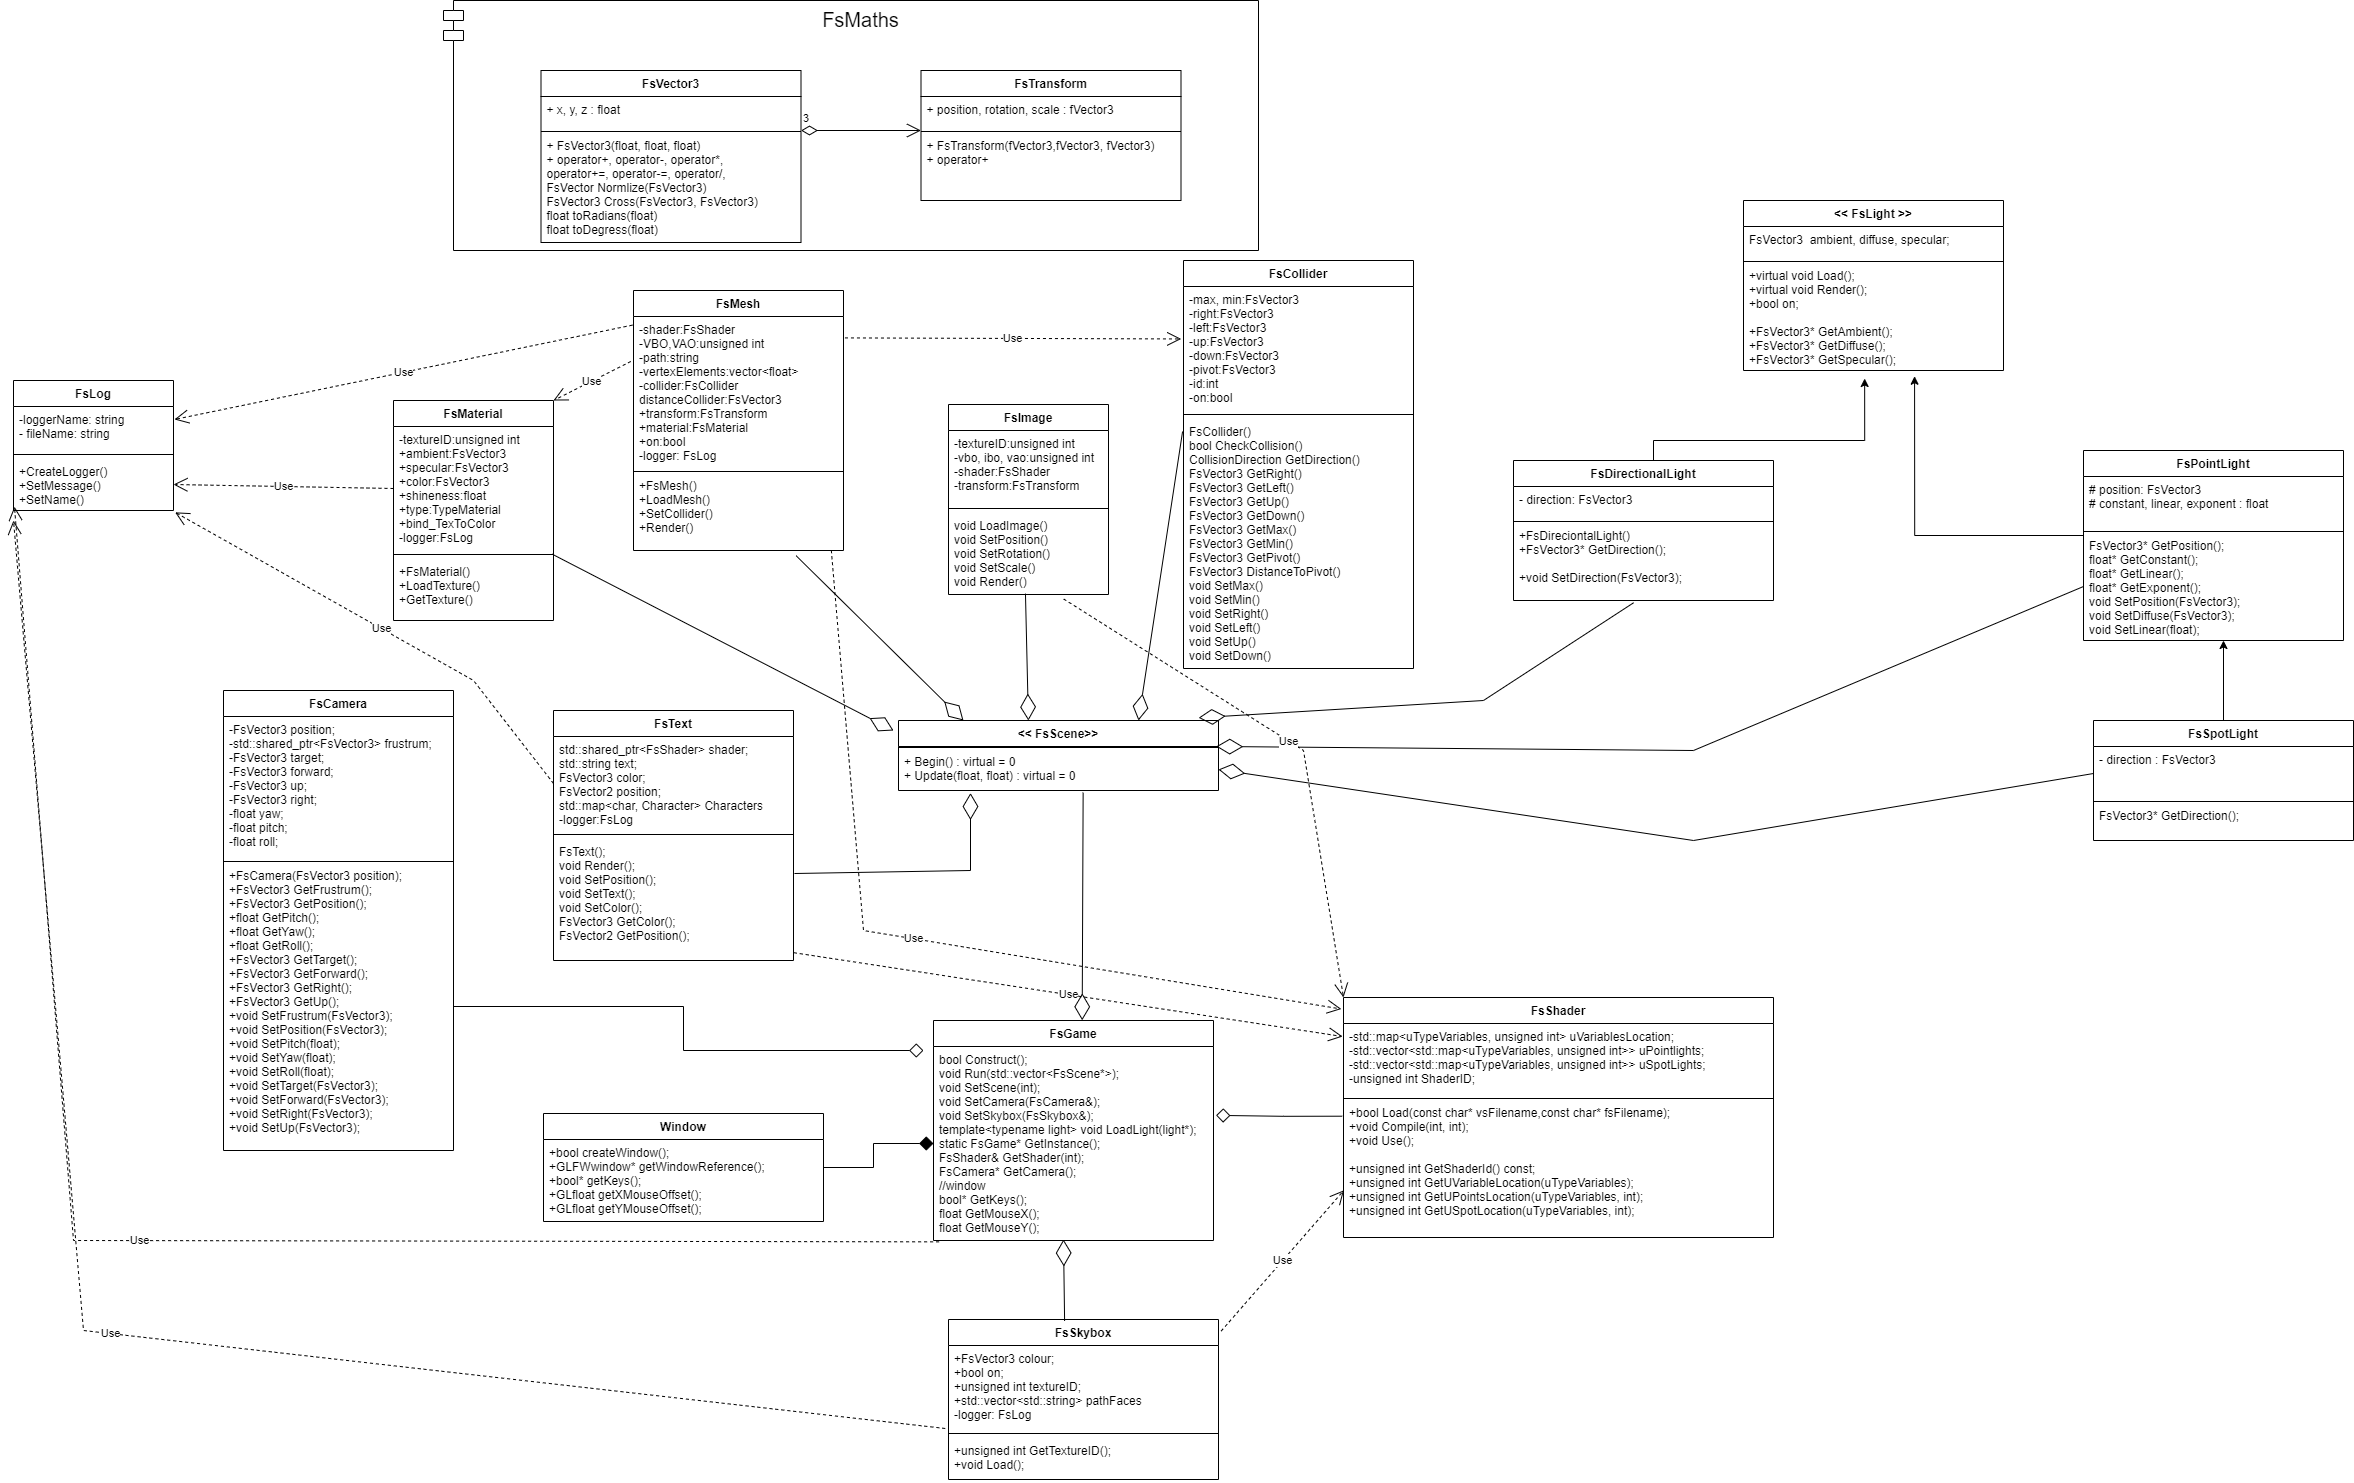 FsMaths
FsVector3
+ x, y, z : float
+ FsVector3(float, float, float)
+ operator+, operator-, operator*,
operator+=, operator-=, operator/,
FsVector Normlize(FsVector3)
FsVector3 Cross(FsVector3, FsVector3)
float toRadians(float)
float toDegress(float)
3
FsTransform
+ position, rotation, scale : fVector3
+ FsTransform(fVector3,fVector3, fVector3)
+ operator+
<< FsLight >>
FsVector3  ambient, diffuse, specular;
+virtual void Load();
+virtual void Render();
+bool on;
+FsVector3* GetAmbient();
+FsVector3* GetDiffuse();
+FsVector3* GetSpecular();
FsCollider
-max, min:FsVector3
-right:FsVector3
-left:FsVector3
-up:FsVector3
-down:FsVector3
-pivot:FsVector3
-id:int
-on:bool
FsCollider()
bool CheckCollision()
CollisionDirection GetDirection()
FsVector3 GetRight()
FsVector3 GetLeft()
FsVector3 GetUp()
FsVector3 GetDown()
FsVector3 GetMax()
FsVector3 GetMin()
FsVector3 GetPivot()
FsVector3 DistanceToPivot()
void SetMax()
void SetMin()
void SetRight()
void SetLeft()
void SetUp()
void SetDown()
FsMesh
-shader:FsShader
-VBO,VAO:unsigned int
-path:string
-vertexElements:vector<float>
-collider:FsCollider
distanceCollider:FsVector3
+transform:FsTransform
+material:FsMaterial
+on:bool
-logger: FsLog
+FsMesh()
+LoadMesh()
+SetCollider()
+Render()
Use
Use
Use
FsLog
-loggerName: string
- fileName: string
+CreateLogger()
+SetMessage()
+SetName()
FsMaterial
-textureID:unsigned int
+ambient:FsVector3
+specular:FsVector3
+color:FsVector3
+shineness:float
+type:TypeMaterial
+bind_TexToColor
-logger:FsLog
+FsMaterial()
+LoadTexture()
+GetTexture()
Use
Use
FsImage
-textureID:unsigned int
-vbo, ibo, vao:unsigned int
-shader:FsShader
-transform:FsTransform
void LoadImage()
void SetPosition()
void SetRotation()
void SetScale()
void Render()
FsDirectionalLight
- direction: FsVector3
+FsDireciontalLight()
+FsVector3* GetDirection();
+void SetDirection(FsVector3);
FsPointLight
# position: FsVector3
# constant, linear, exponent : float
FsVector3* GetPosition();
float* GetConstant();
float* GetLinear();
float* GetExponent();
void SetPosition(FsVector3);
void SetDiffuse(FsVector3);
void SetLinear(float);
FsCamera
-FsVector3 position;
-std::shared_ptr<FsVector3> frustrum;
-FsVector3 target;
-FsVector3 forward;
-FsVector3 up;
-FsVector3 right;
-float yaw;
-float pitch;
-float roll;
+FsCamera(FsVector3 position);
+FsVector3 GetFrustrum();
+FsVector3 GetPosition();
+float GetPitch();
+float GetYaw();
+float GetRoll();
+FsVector3 GetTarget();
+FsVector3 GetForward();
+FsVector3 GetRight();
+FsVector3 GetUp();
+void SetFrustrum(FsVector3);
+void SetPosition(FsVector3);
+void SetPitch(float);
+void SetYaw(float);
+void SetRoll(float);
+void SetTarget(FsVector3);
+void SetForward(FsVector3);
+void SetRight(FsVector3);
+void SetUp(FsVector3);
FsText
std::shared_ptr<FsShader> shader;
std::string text;
FsVector3 color;
FsVector2 position;
std::map<char, Character> Characters
-logger:FsLog
FsText();
void Render();
void SetPosition();
void SetText();
void SetColor();
FsVector3 GetColor();
FsVector2 GetPosition();
<< FsScene>>
+ Begin() : virtual = 0
+ Update(float, float) : virtual = 0
Use
FsSpotLight
- direction : FsVector3
FsVector3* GetDirection();
Use
Use
FsGame
bool Construct();
void Run(std::vector<FsScene*>);
void SetScene(int);
void SetCamera(FsCamera&);
void SetSkybox(FsSkybox&);
template<typename light> void LoadLight(light*);
static FsGame* GetInstance();
FsShader& GetShader(int);
FsCamera* GetCamera();
//window
bool* GetKeys();
float GetMouseX();
float GetMouseY();
FsShader
-std::map<uTypeVariables, unsigned int> uVariablesLocation;
-std::vector<std::map<uTypeVariables, unsigned int>> uPointlights;
-std::vector<std::map<uTypeVariables, unsigned int>> uSpotLights;
-unsigned int ShaderID;
+bool Load(const char* vsFilename,const char* fsFilename);
+void Compile(int, int);
+void Use();
+unsigned int GetShaderId() const;
+unsigned int GetUVariableLocation(uTypeVariables);
+unsigned int GetUPointsLocation(uTypeVariables, int);
+unsigned int GetUSpotLocation(uTypeVariables, int);
Window
+bool createWindow();
+GLFWwindow* getWindowReference();
+bool* getKeys();
+GLfloat getXMouseOffset();
+GLfloat getYMouseOffset();
Use
Use
Use
FsSkybox
+FsVector3 colour;
+bool on;
+unsigned int textureID;
+std::vector<std::string> pathFaces
-logger: FsLog
+unsigned int GetTextureID();
+void Load();